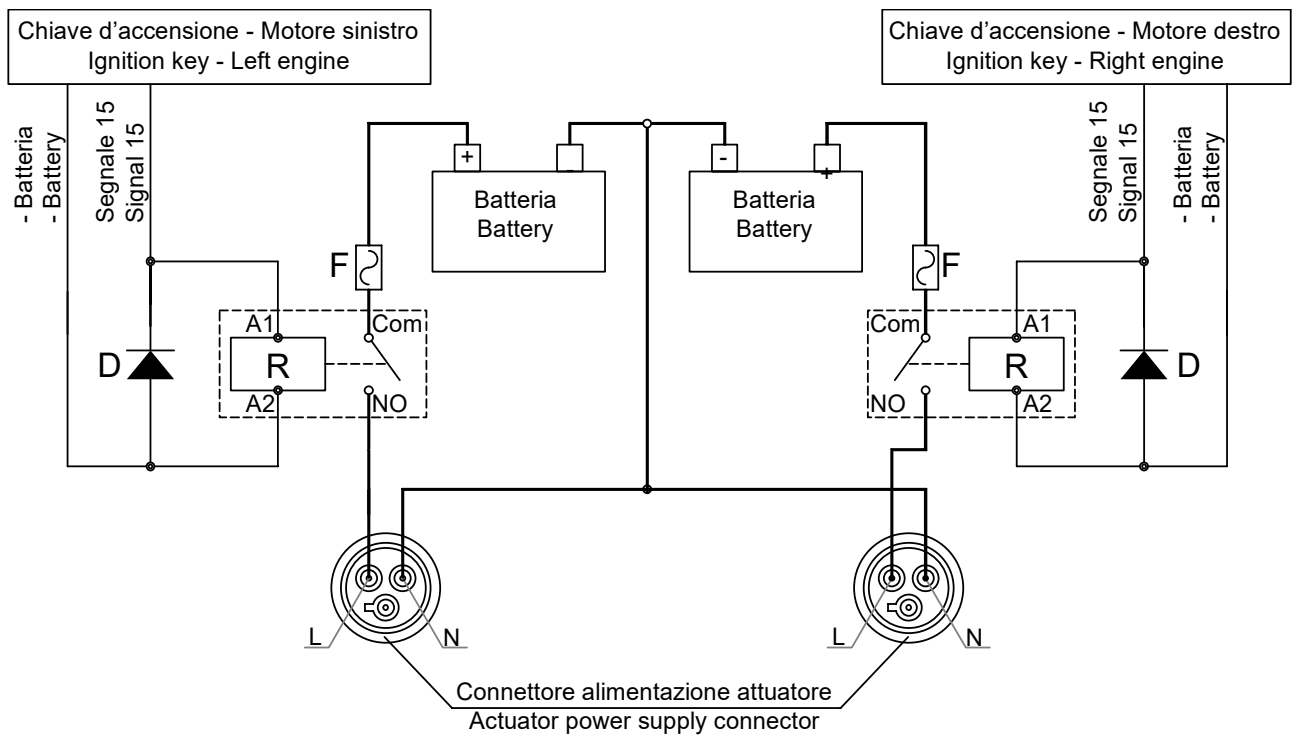 Chiave d’accensione - Motore sinistro
Ignition key - Left engine
Chiave d’accensione - Motore destro
Ignition key - Right engine
- Batteria
- Battery
Segnale 15
Signal 15
Segnale 15
Signal 15
- Batteria
- Battery
+
-
-
+
Batteria
Battery
Batteria
Battery
F
F
A1
Com
Com
A1
D
R
R
D
A2
NO
NO
A2
L
N
L
N
Connettore alimentazione attuatore
Actuator power supply connector